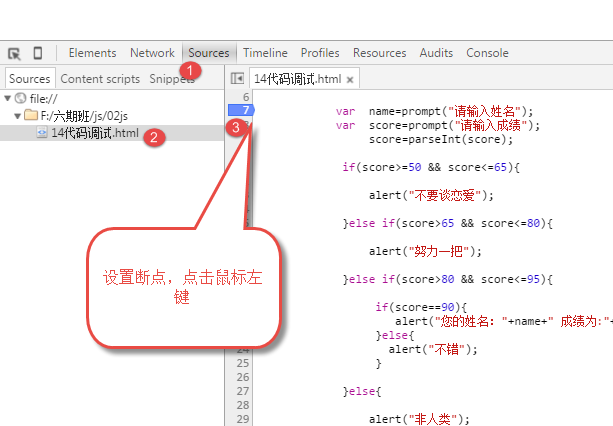 Elements Network Sources Timeline Profiles Resources Audits Console
1
Sources Content scripts Snippets
14代码调试.html ×
file://
F:/六期班/js/02js
14代码调试.html
2
6
7
3
var name=prompt("请输入姓名");
var score=prompt("请输入成绩");
score=parseInt(score);
if(score>=50 && score<=65){
alert("不要谈恋爱");
}else if(score>65 && score<=80){
alert("努力一把");
}else if(score>80 && score<=95){
设置断点，点击鼠标左
键
if(score==90){
alert("您的姓名："+name+" 成绩为:"+
}else{
24 alert("不错");
25 }
26
27 }else{
28
29 alert("非人类");